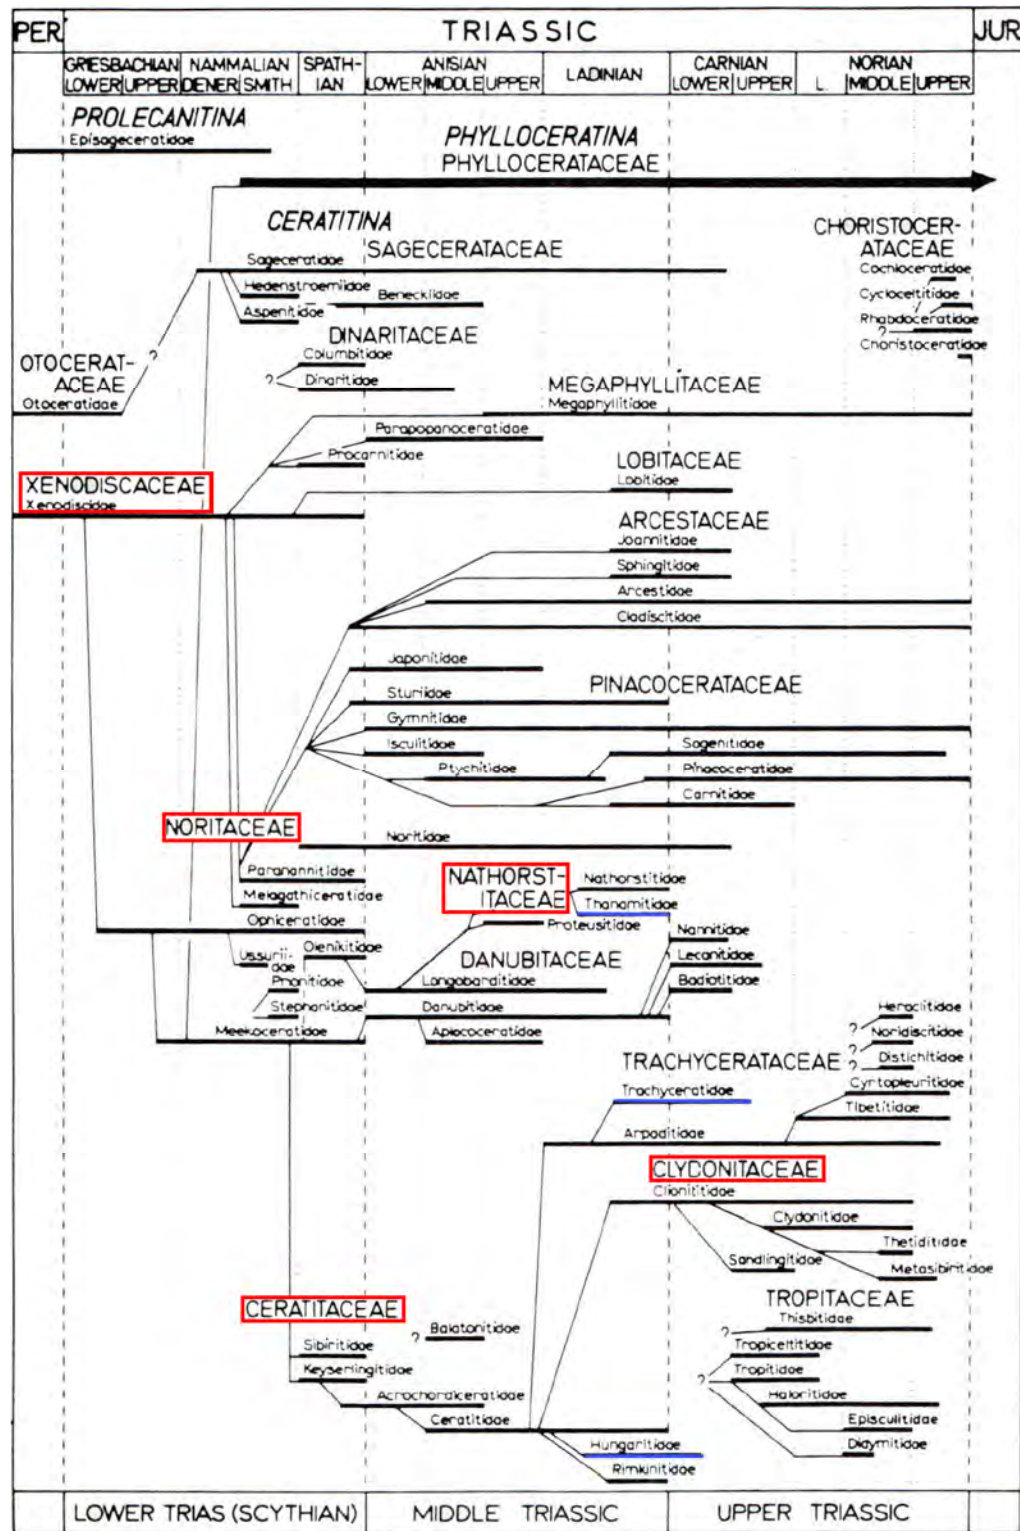 PER. TRIASSIC JUR
GRIESBACHIAN NAMMALIAN SPATH- ANISIAN LADINIAN CARNIAN NORIAN
LOWER UPPER DENER SMITH IAN LOWER MIDDLE UPPER LOWER UPPER L. MIDDLE UPPER
PROLECANITINA
Episageceratidae
PHYLLOCERATINA
PHYLLOCERATACEAE
CERATITINA
SAGECERATACEAE
Sageceratidae
Hedenstroemiidae
Beneckiidae
Aspenitidae
CHORISTOCER-
ATACEAE
Cochloceratidae
Cycloceltitidae
Rhabdoceratidae
?
Choristoceratidae
DINARITACEAE
Columbitidae
?
Dinaritidae
?
OTOCERAT-
ACEAE
Otoceratidae
MEGAPHYLLITACEAE
Megaphyllitidae
Parapopanoceratidae
Procarnitidae
XENODISCACEAE
Xenodiscidae
LOBITACEAE
Lobitidae
ARCESTACEAE
Joannitidae
Sphingitidae
Arcestidae
Cladiscitidae
Japonitidae
PINACOCERATACEAE
Sturiidae
Gymnitidae
Isculitidae
Sagenitidae
Ptychitidae
Pinacoceratidae
Carnitidae
NORITACEAE
Noritidae
Paranannitidae
Melagathiceratidae
Ophiceratidae
Ussurii-
dae
Olenikitidae
Prionitidae
Stephanitidae
Meekoceratidae
NATHORST-
ITACEAE
Nathorstitidae
Thanamitidae
Proteusitidae
Nannitidae
DANUBITACEAE
Lecanitidae
Longobarditidae
Badiotitidae
Danubitidae
Aplococeratidae
Heraclitidae
?
Noridiscitidae
?
Distichitidae
?
TRACHYCERATACEAE
Trachyceratidae
Cyrtopleuritidae
Tibetitidae
Arpaditidae
CLYDONITACEAE
Clionititidae
Clydonitidae
Thetiditidae
Sandlingitidae
Metasibiritidae
CERATITACEAE
Balatonitidae
?
Sibiritidae
Keyserlingitidae
Acrochordiceratidae
Ceratitidae
Hungaritidae
Rimkinitidae
TROPITACEAE
Thisbitidae
?
Tropiceltitidae
Tropitidae
?
Haloritidae
Episculitidae
Didymitidae
LOWER TRIAS (SCYTHIAN) MIDDLE TRIASSIC UPPER TRIASSIC